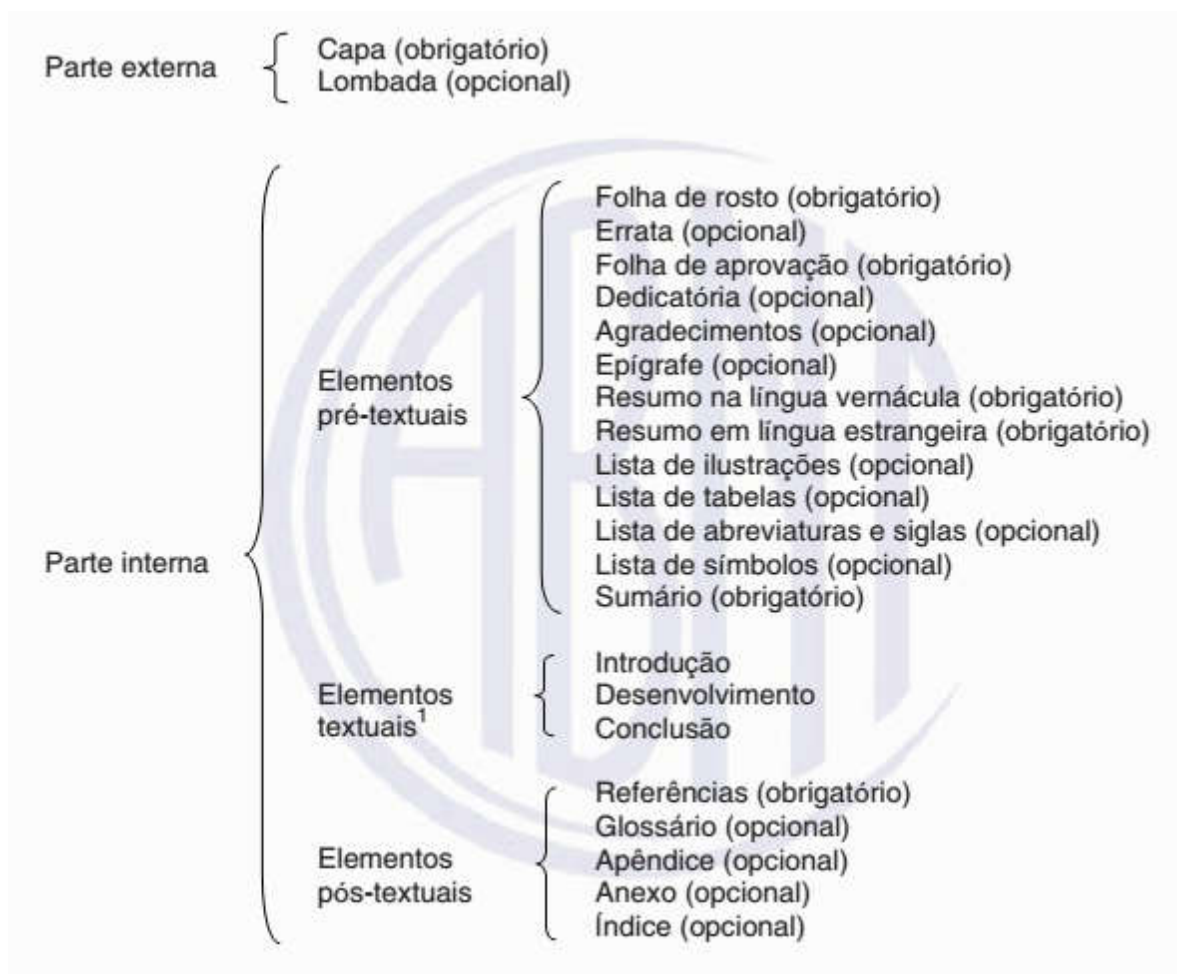 Parte externa
Capa (obrigatório)
Lombada (opcional)
Parte interna
Elementos
pré-textuais
Folha de rosto (obrigatório)
Errata (opcional)
Folha de aprovação (obrigatório)
Dedicatória (opcional)
Agradecimentos (opcional)
Epígrafe (opcional)
Resumo na língua vernácula (obrigatório)
Resumo em língua estrangeira (obrigatório)
Lista de ilustrações (opcional)
Lista de tabelas (opcional)
Lista de abreviaturas e siglas (opcional)
Lista de símbolos (opcional)
Sumário (obrigatório)
Elementos
textuais¹
Introdução
Desenvolvimento
Conclusão
Elementos
pós-textuais
Referências (obrigatório)
Glossário (opcional)
Apêndice (opcional)
Anexo (opcional)
Índice (opcional)
ABNT